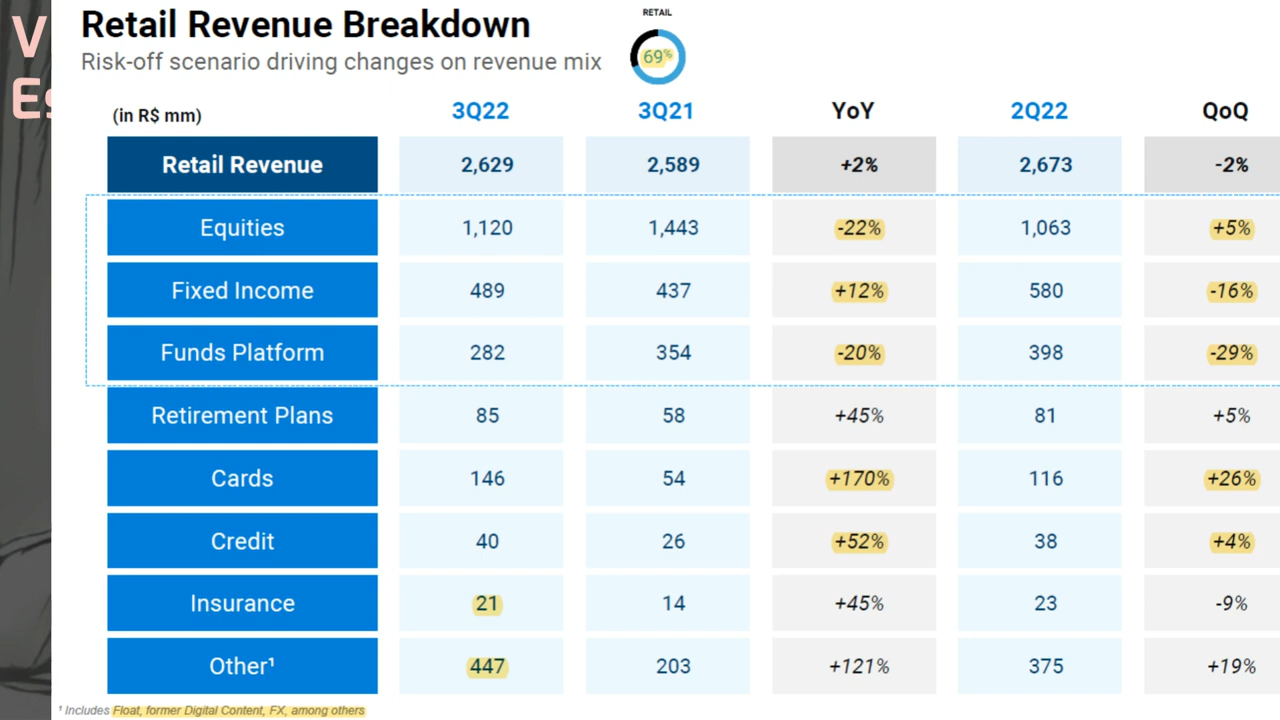 V
Es
Retail Revenue Breakdown
Risk-off scenario driving changes on revenue mix
RETAIL
69%
(in R$ mm) 3Q22 3Q21 YoY 2Q22 QoQ
Retail Revenue 2,629 2,589 +2% 2,673 -2%
Equities 1,120 1,443 -22% 1,063 +5%
Fixed Income 489 437 +12% 580 -16%
Funds Platform 282 354 -20% 398 -29%
Retirement Plans 85 58 +45% 81 +5%
Cards 146 54 +170% 116 +26%
Credit 40 26 +52% 38 +4%
Insurance 21 14 +45% 23 -9%
Other¹ 447 203 +121% 375 +19%
¹ Includes Float, former Digital Content, FX, among others